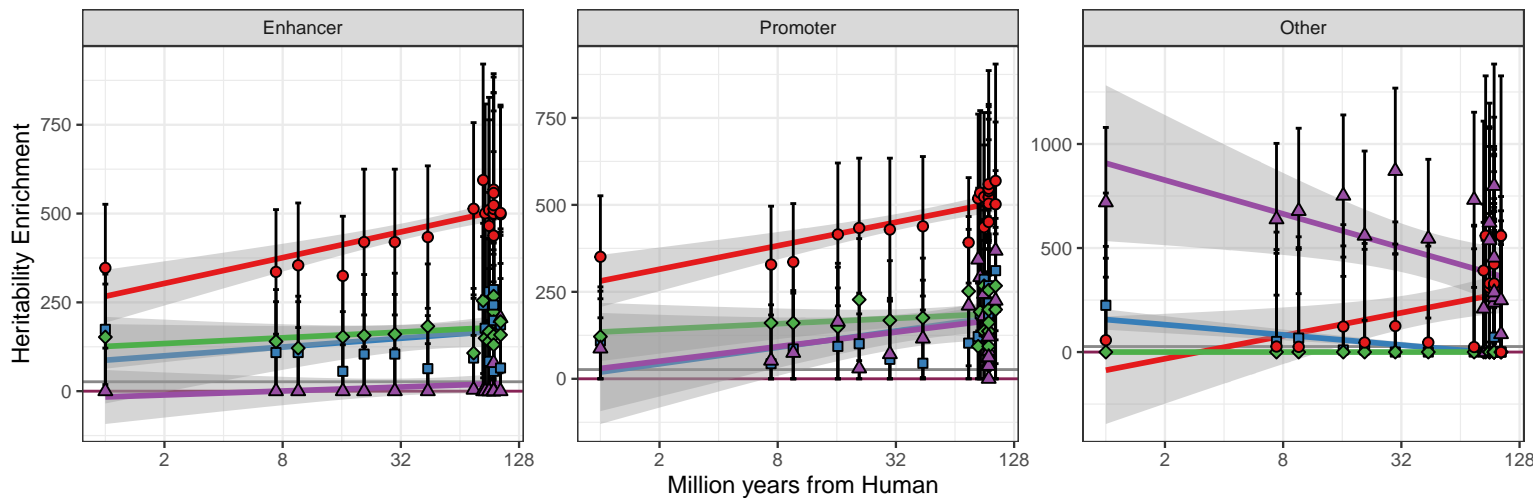 Enhancer
Promoter
Other
Heritability Enrichment
750
500
250
0
750
500
250
0
1000
500
0
2 8 32 128
2 8 32 128
2 8 32 128
Million years from Human